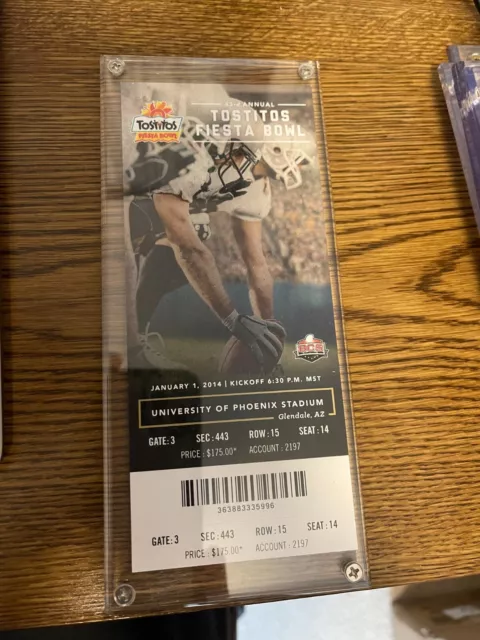 43rd ANNUAL
TOSTITOS
FIESTA BOWL
TOSTITOS
FIESTA BOWL
BCS
JANUARY 1, 2014 | KICKOFF 6:30 P.M. MST
UNIVERSITY OF PHOENIX STADIUM
Glendale, AZ
GATE: 3 SEC: 443 ROW: 15 SEAT: 14
PRICE: $175.00* ACCOUNT: 2197
363883335996
GATE: 3 SEC: 443 ROW: 15 SEAT: 14
PRICE: $175.00* ACCOUNT: 2197